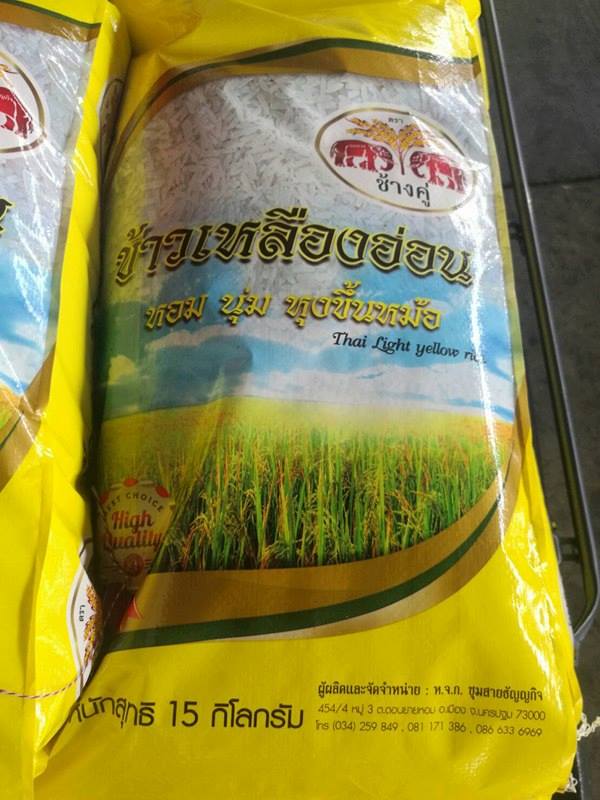 ตรา
ช้างคู่
ข้าวเหลืองอ่อน
หอม นุ่ม หุงขึ้นหม้อ
Thai Light yellow
CHOICE
High
Quality
ตรา
สุทธิ 15 กิโลกรัม
ผู้ผลิตและจัดจำหน่าย : ห.จ.ก. ชุมสายธัญญกิจ
454/4 หมู่ 3 ต.ดอนยายหอม อ.เมือง จ.นครปฐม 73000
โทร (034) 259 849 , 081 171 386 , 086 633 6969